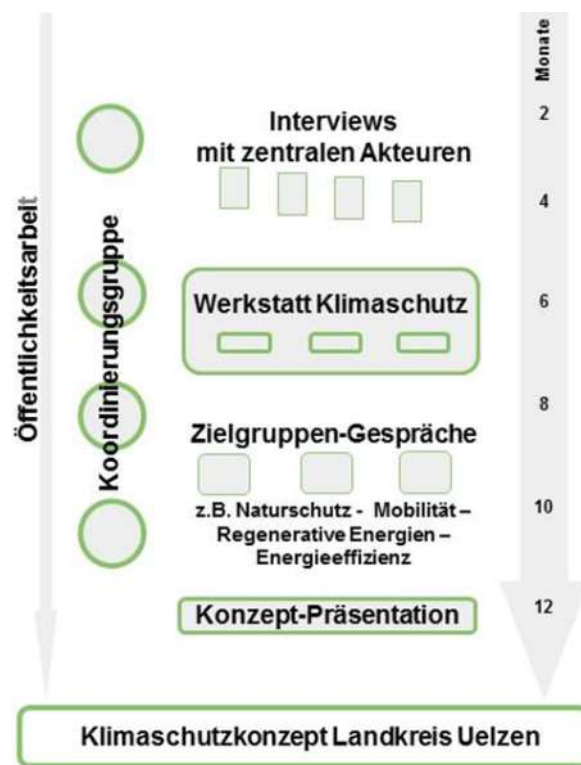 Monate
2
Interviews
mit zentralen Akteuren
4
Öffentlichkeitsarbeit
Koordinierungsgruppe
6
Werkstatt Klimaschutz
8
Zielgruppen-Gespräche
z.B. Naturschutz - Mobilität –
10
Regenerative Energien –
Energieeffizienz
Konzept-Präsentation
12
Klimaschutzkonzept Landkreis Uelzen